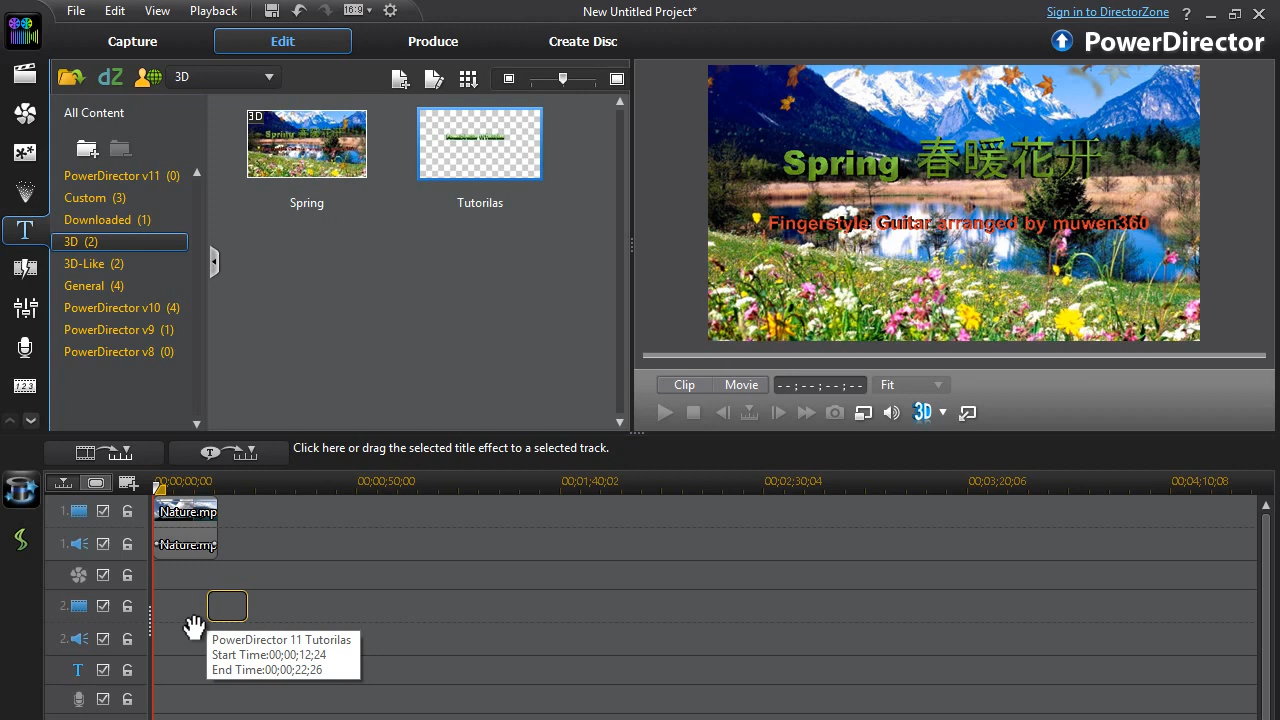 File Edit View Playback
16:9
New Untitled Project*
Sign in to DirectorZone
?
Capture
Edit
Produce
Create Disc
PowerDirector
dZ
3D
All Content
PowerDirector v11 (0)
Custom (3)
Downloaded (1)
3D (2)
3D-Like (2)
General (4)
PowerDirector v10 (4)
PowerDirector v9 (1)
PowerDirector v8 (0)
3D
Spring
Spring
Tutorilas
Spring 春暖花开
Fingerstyle Guitar arranged by muwen360
Clip
Movie
--;--;--;--
Fit
3D
Click here or drag the selected title effect to a selected track.
00;00;00;00
00;00;50;00
00;01;40;02
00;02;30;04
00;03;20;06
00;04;10;08
1.
Nature.mp
1.
Nature.mp
2.
2.
T
PowerDirector 11 Tutorilas
Start Time:00;00;12;24
End Time:00;00;22;26